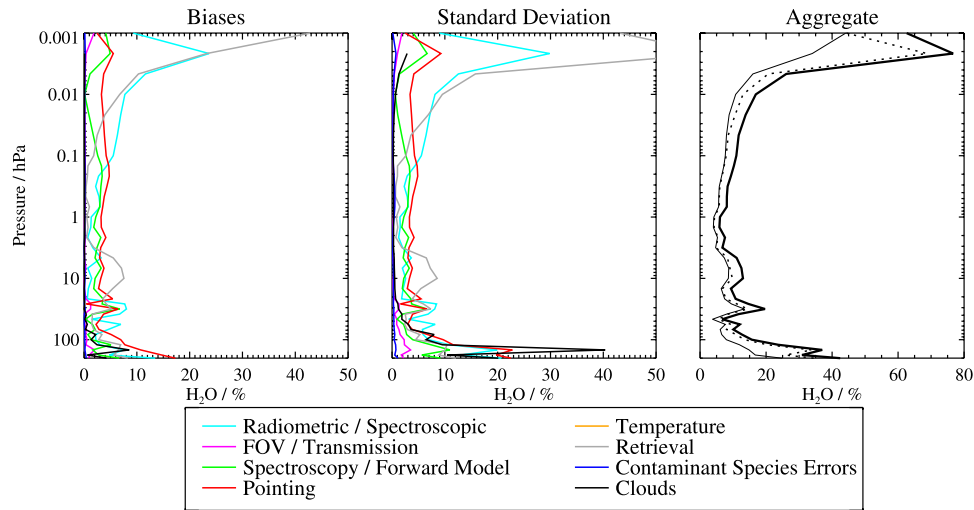 Biases
Standard Deviation
Aggregate
Pressure / hPa
0.001
0.01
0.1
1
10
100
0 10 20 30 40 50
0 10 20 30 40 50
0 20 40 60 80
H₂O / %
H₂O / %
H₂O / %
Radiometric / Spectroscopic
FOV / Transmission
Spectroscopy / Forward Model
Pointing
Temperature
Retrieval
Contaminant Species Errors
Clouds